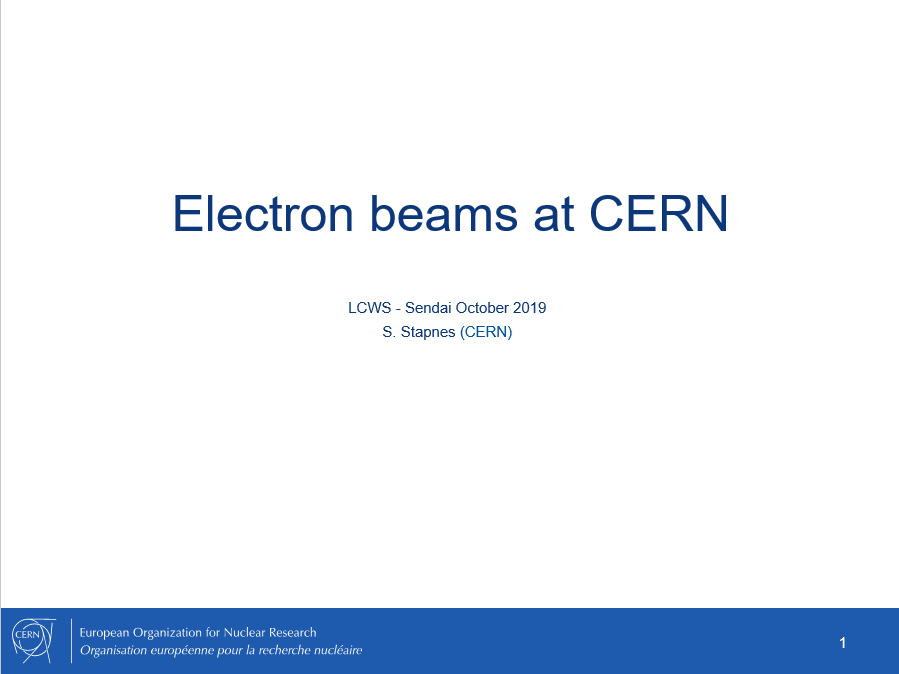 Electron beams at CERN
LCWS - Sendai October 2019
S. Stapnes (CERN)
CERN
European Organization for Nuclear Research
Organisation européenne pour la recherche nucléaire
1